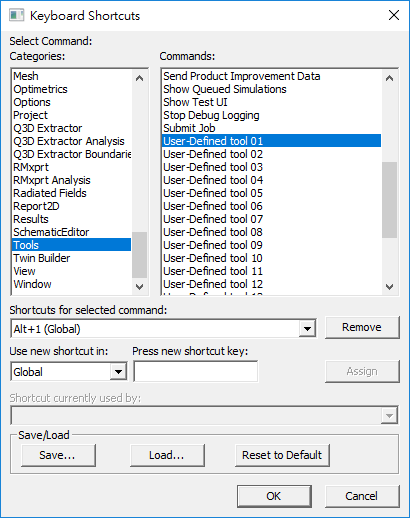 Keyboard Shortcuts
Select Command:
Categories:
Mesh
Optimetrics
Options
Project
Q3D Extractor
Q3D Extractor Analysis
Q3D Extractor Boundarie
RMxprt
RMxprt Analysis
Radiated Fields
Report2D
Results
SchematicEditor
Tools
Twin Builder
View
Window
Commands:
Send Product Improvement Data
Show Queued Simulations
Show Test UI
Stop Debug Logging
Submit Job
User-Defined tool 01
User-Defined tool 02
User-Defined tool 03
User-Defined tool 04
User-Defined tool 05
User-Defined tool 06
User-Defined tool 07
User-Defined tool 08
User-Defined tool 09
User-Defined tool 10
User-Defined tool 11
User-Defined tool 12
Shortcuts for selected command:
Alt+1 (Global)
Remove
Use new shortcut in:
Global
Press new shortcut key:
Assign
Shortcut currently used by:
Save/Load
Save...
Load...
Reset to Default
OK
Cancel